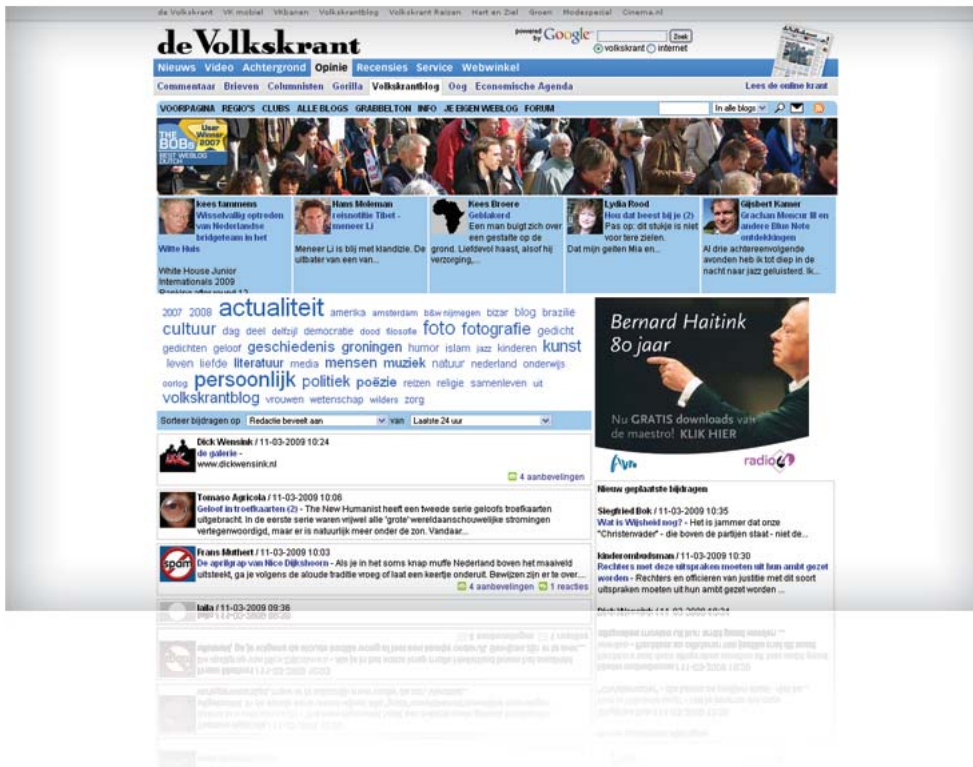 de Volkskrant VK mobiel VKbanen Volkskrantblog Volkskrant Reizen Hart en Ziel Groen Modespecial Cinema.nl
de Volkskrant
powered by Google
Zoek
volkskrant internet
Nieuws Video Achtergrond Opinie Recensies Service Webwinkel
Commentaar Brieven Columnisten Gorilla Volkskrantblog Oog Economische Agenda
Lees de online krant
VOORPAGINA REGIO'S CLUBS ALLE BLOGS GRABBELTON INFO JE EIGEN WEBLOG FORUM
In alle blogs
THE BOBs
User Winner 2007
BEST WEBLOG DUTCH
kees tammens
Wisselvallig optreden
van Nederlandse
bridgeteam in het
Witte Huis
White House Junior
Internationals 2009
Ranking after round 12
Hans Moleman
reisnotitie Tibet -
meneer Li
Meneer Li is blij met klandizie. De
uitbater van een van...
Kees Broere
Geblakerd
Een man buigt zich over
een gestalte op de
grond. Liefdevol haast, alsof hij
verzorging,...
Lydia Rood
Hou dat beest bij je (2)
Pas op: dit stukje is niet
voor tere zielen.
Dat mijn geiten Mia en...
Gijsbert Kamer
Grachan Moncur III en
andere Blue Note
ontdekkingen
Al drie achtereenvolgende
avonden heb ik tot diep in de
nacht naar jazz geluisterd. Ik...
2007 2008 actualiteit amerika amsterdam b&w nijmegen bizar blog brazilie
cultuur dag deel delfzijl democratie dood filosofie foto fotografie gedicht
gedichten geloof geschiedenis groningen humor islam jazz kinderen kunst
leven liefde literatuur media mensen muziek natuur nederland onderwijs
oorlog persoonlijk politiek poëzie reizen religie samenleven uit
volkskrantblog vrouwen wetenschap wilders zorg
Sorteer bijdragen op Redactie beveelt aan van Laatste 24 uur
Dick Wensink / 11-03-2009 10:24
de galerie -
www.dickwensink.nl
4 aanbevelingen
Tomaso Agricola / 11-03-2009 10:06
Geloof in troefkaarten (2) - The New Humanist heeft een tweede serie geloofs troefkaarten
uitgebracht. In de eerste serie waren vrijwel alle 'grote' wereldaanschouwelijke stromingen
vertegenwoordigd, maar er is natuurlijk meer onder de zon. Vandaar...
spam
Frans Muthert / 11-03-2009 10:03
De aprilgrap van Nico Dijkshoorn - Als je in het soms knap muffe Nederland boven het maaiveld
uitsteekt, ga je volgens de aloude traditie vroeg of laat een keertje onderuit. Bewijzen zijn er te over....
4 aanbevelingen 1 reacties
laila / 11-03-2009 09:36
Bernard Haitink
80 jaar
Nu GRATIS downloads van
de maestro! KLIK HIER
Avro
radio 4
Nieuw geplaatste bijdragen
Siegfried Bok / 11-03-2009 10:35
Wat is Wijsheid nog? - Het is jammer dat onze
"Christenvader" - die boven de partijen staat - niet de...
kinderombudsman / 11-03-2009 10:30
Rechters met deze uitspraken moeten uit hun ambt gezet
worden - Rechters en officieren van justitie met dit soort
uitspraken moeten uit hun ambt gezet worden ...
Dick Wensink / 11-03-2009 10:24